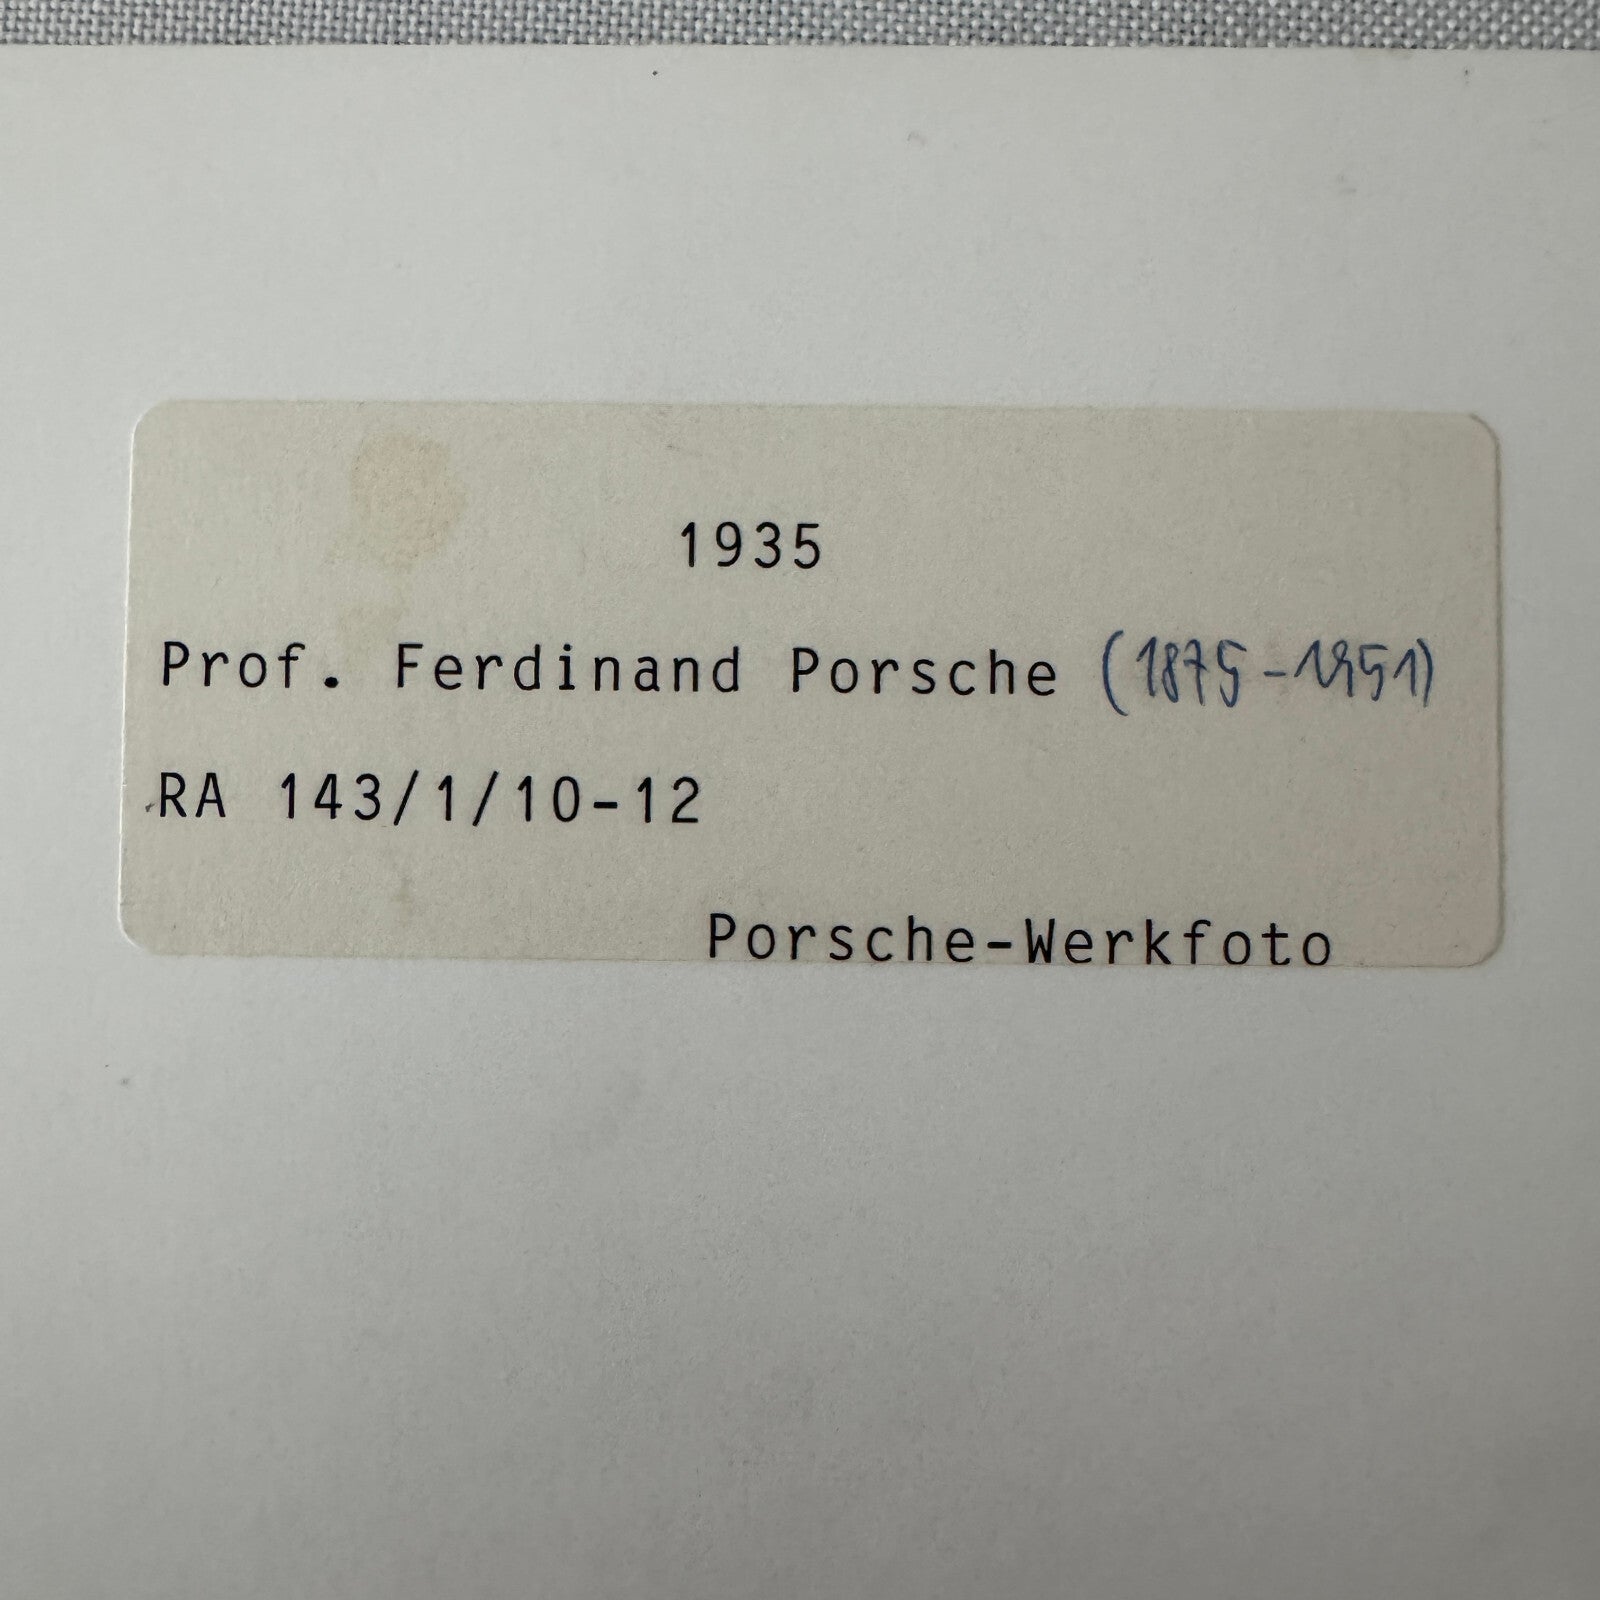 1935
Prof. Ferdinand Porsche (1875-1951)
RA 143/1/10-12
Porsche-Werkfoto